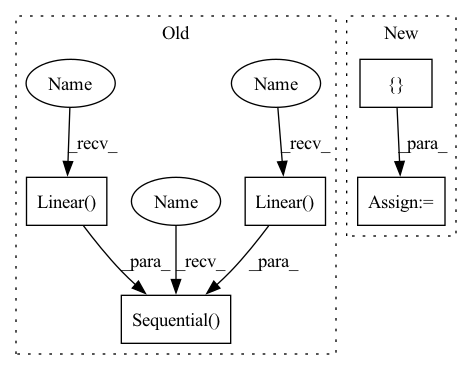 Old
New
Name
Name
{}
_recv_
_recv_
_para_
Linear()
Name
Linear()
Assign:=
_para_
_recv_
_para_
Sequential()